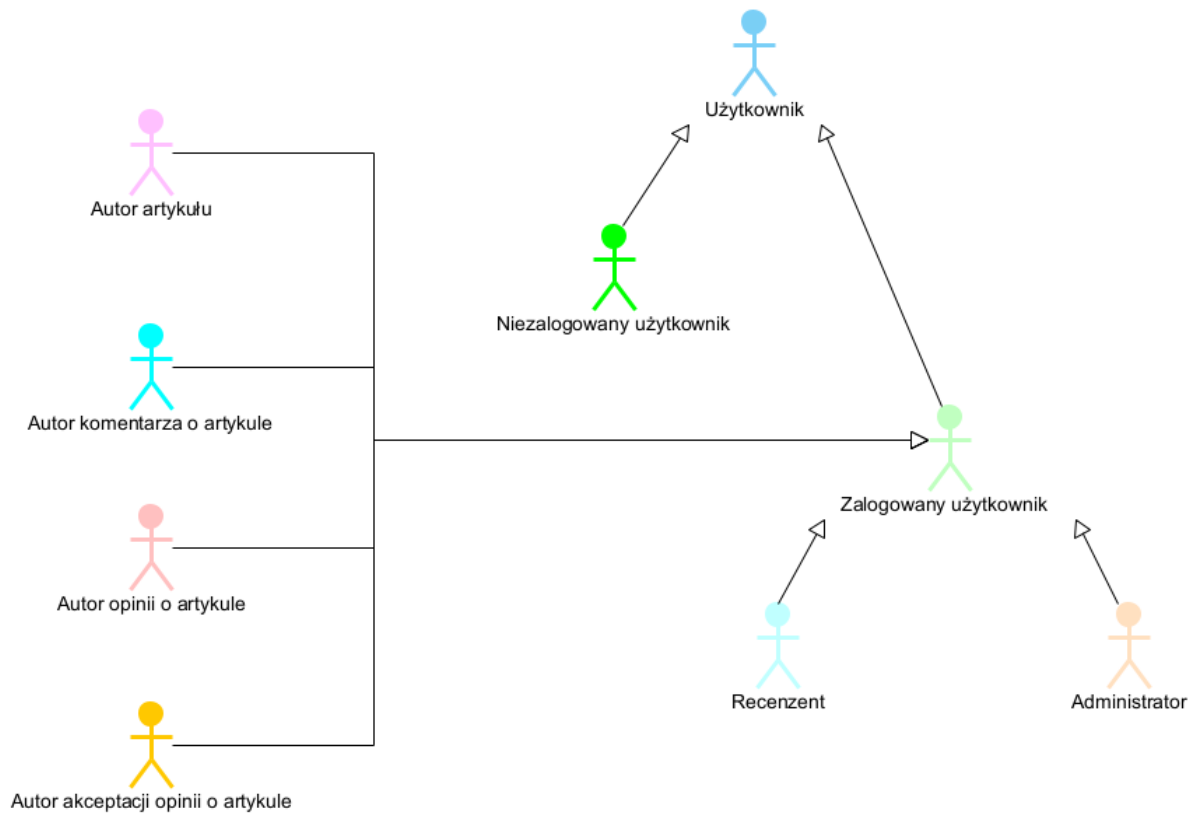 Użytkownik
Autor artykułu
Niezalogowany użytkownik
Autor komentarza o artykule
Zalogowany użytkownik
Autor opinii o artykule
Recenzent
Administrator
Autor akceptacji opinii o artykule